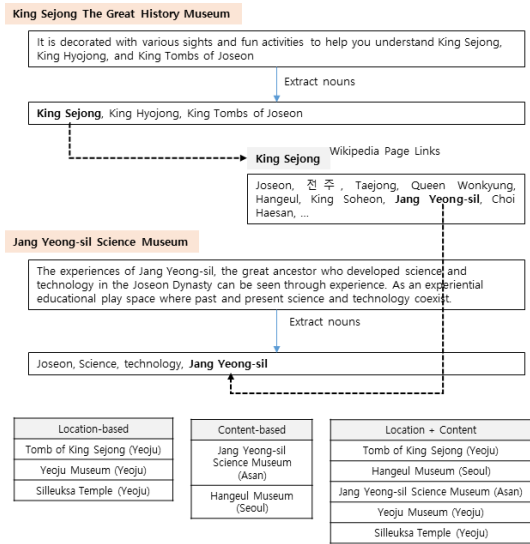 King Sejong The Great History Museum
It is decorated with various sights and fun activities to help you understand King Sejong,
King Hyojong, and King Tombs of Joseon
Extract nouns
King Sejong, King Hyojong, King Tombs of Joseon
King Sejong
Wikipedia Page Links
Joseon, 전주, Taejong, Queen Wonkyung,
Hangeul, King Soheon, Jang Yeong-sil, Choi
Haesan, ...
Jang Yeong-sil Science Museum
The experiences of Jang Yeong-sil, the great ancestor who developed science and
technology in the Joseon Dynasty can be seen through experience. As an experiential
educational play space where past and present science and technology coexist.
Extract nouns
Joseon, Science, technology, Jang Yeong-sil
Location-based
Tomb of King Sejong (Yeoju)
Yeoju Museum (Yeoju)
Silleuksa Temple (Yeoju)
Content-based
Jang Yeong-sil
Science Museum
(Asan)
Hangeul Museum
(Seoul)
Location + Content
Tomb of King Sejong (Yeoju)
Hangeul Museum (Seoul)
Jang Yeong-sil Science Museum (Asan)
Yeoju Museum (Yeoju)
Silleuksa Temple (Yeoju)